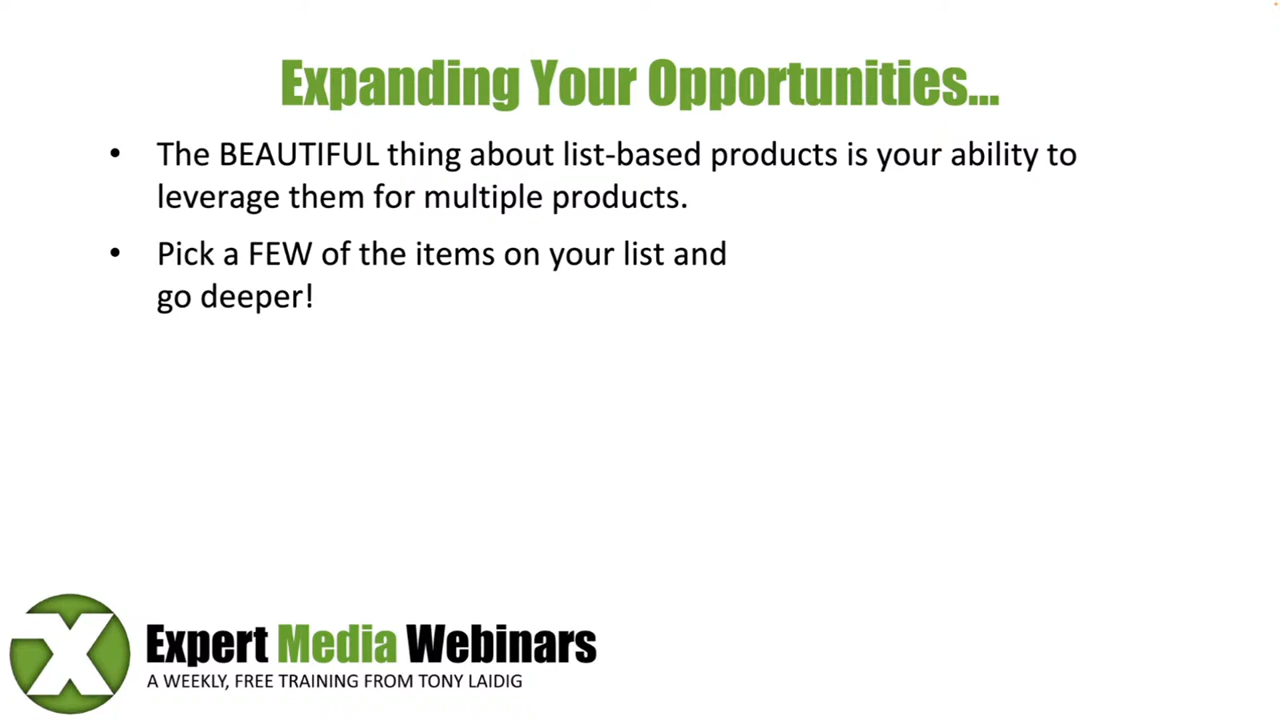 Expanding Your Opportunities...
• The BEAUTIFUL thing about list-based products is your ability to
leverage them for multiple products.
• Pick a FEW of the items on your list and
go deeper!
X
Expert Media Webinars
A WEEKLY, FREE TRAINING FROM TONY LAIDIG